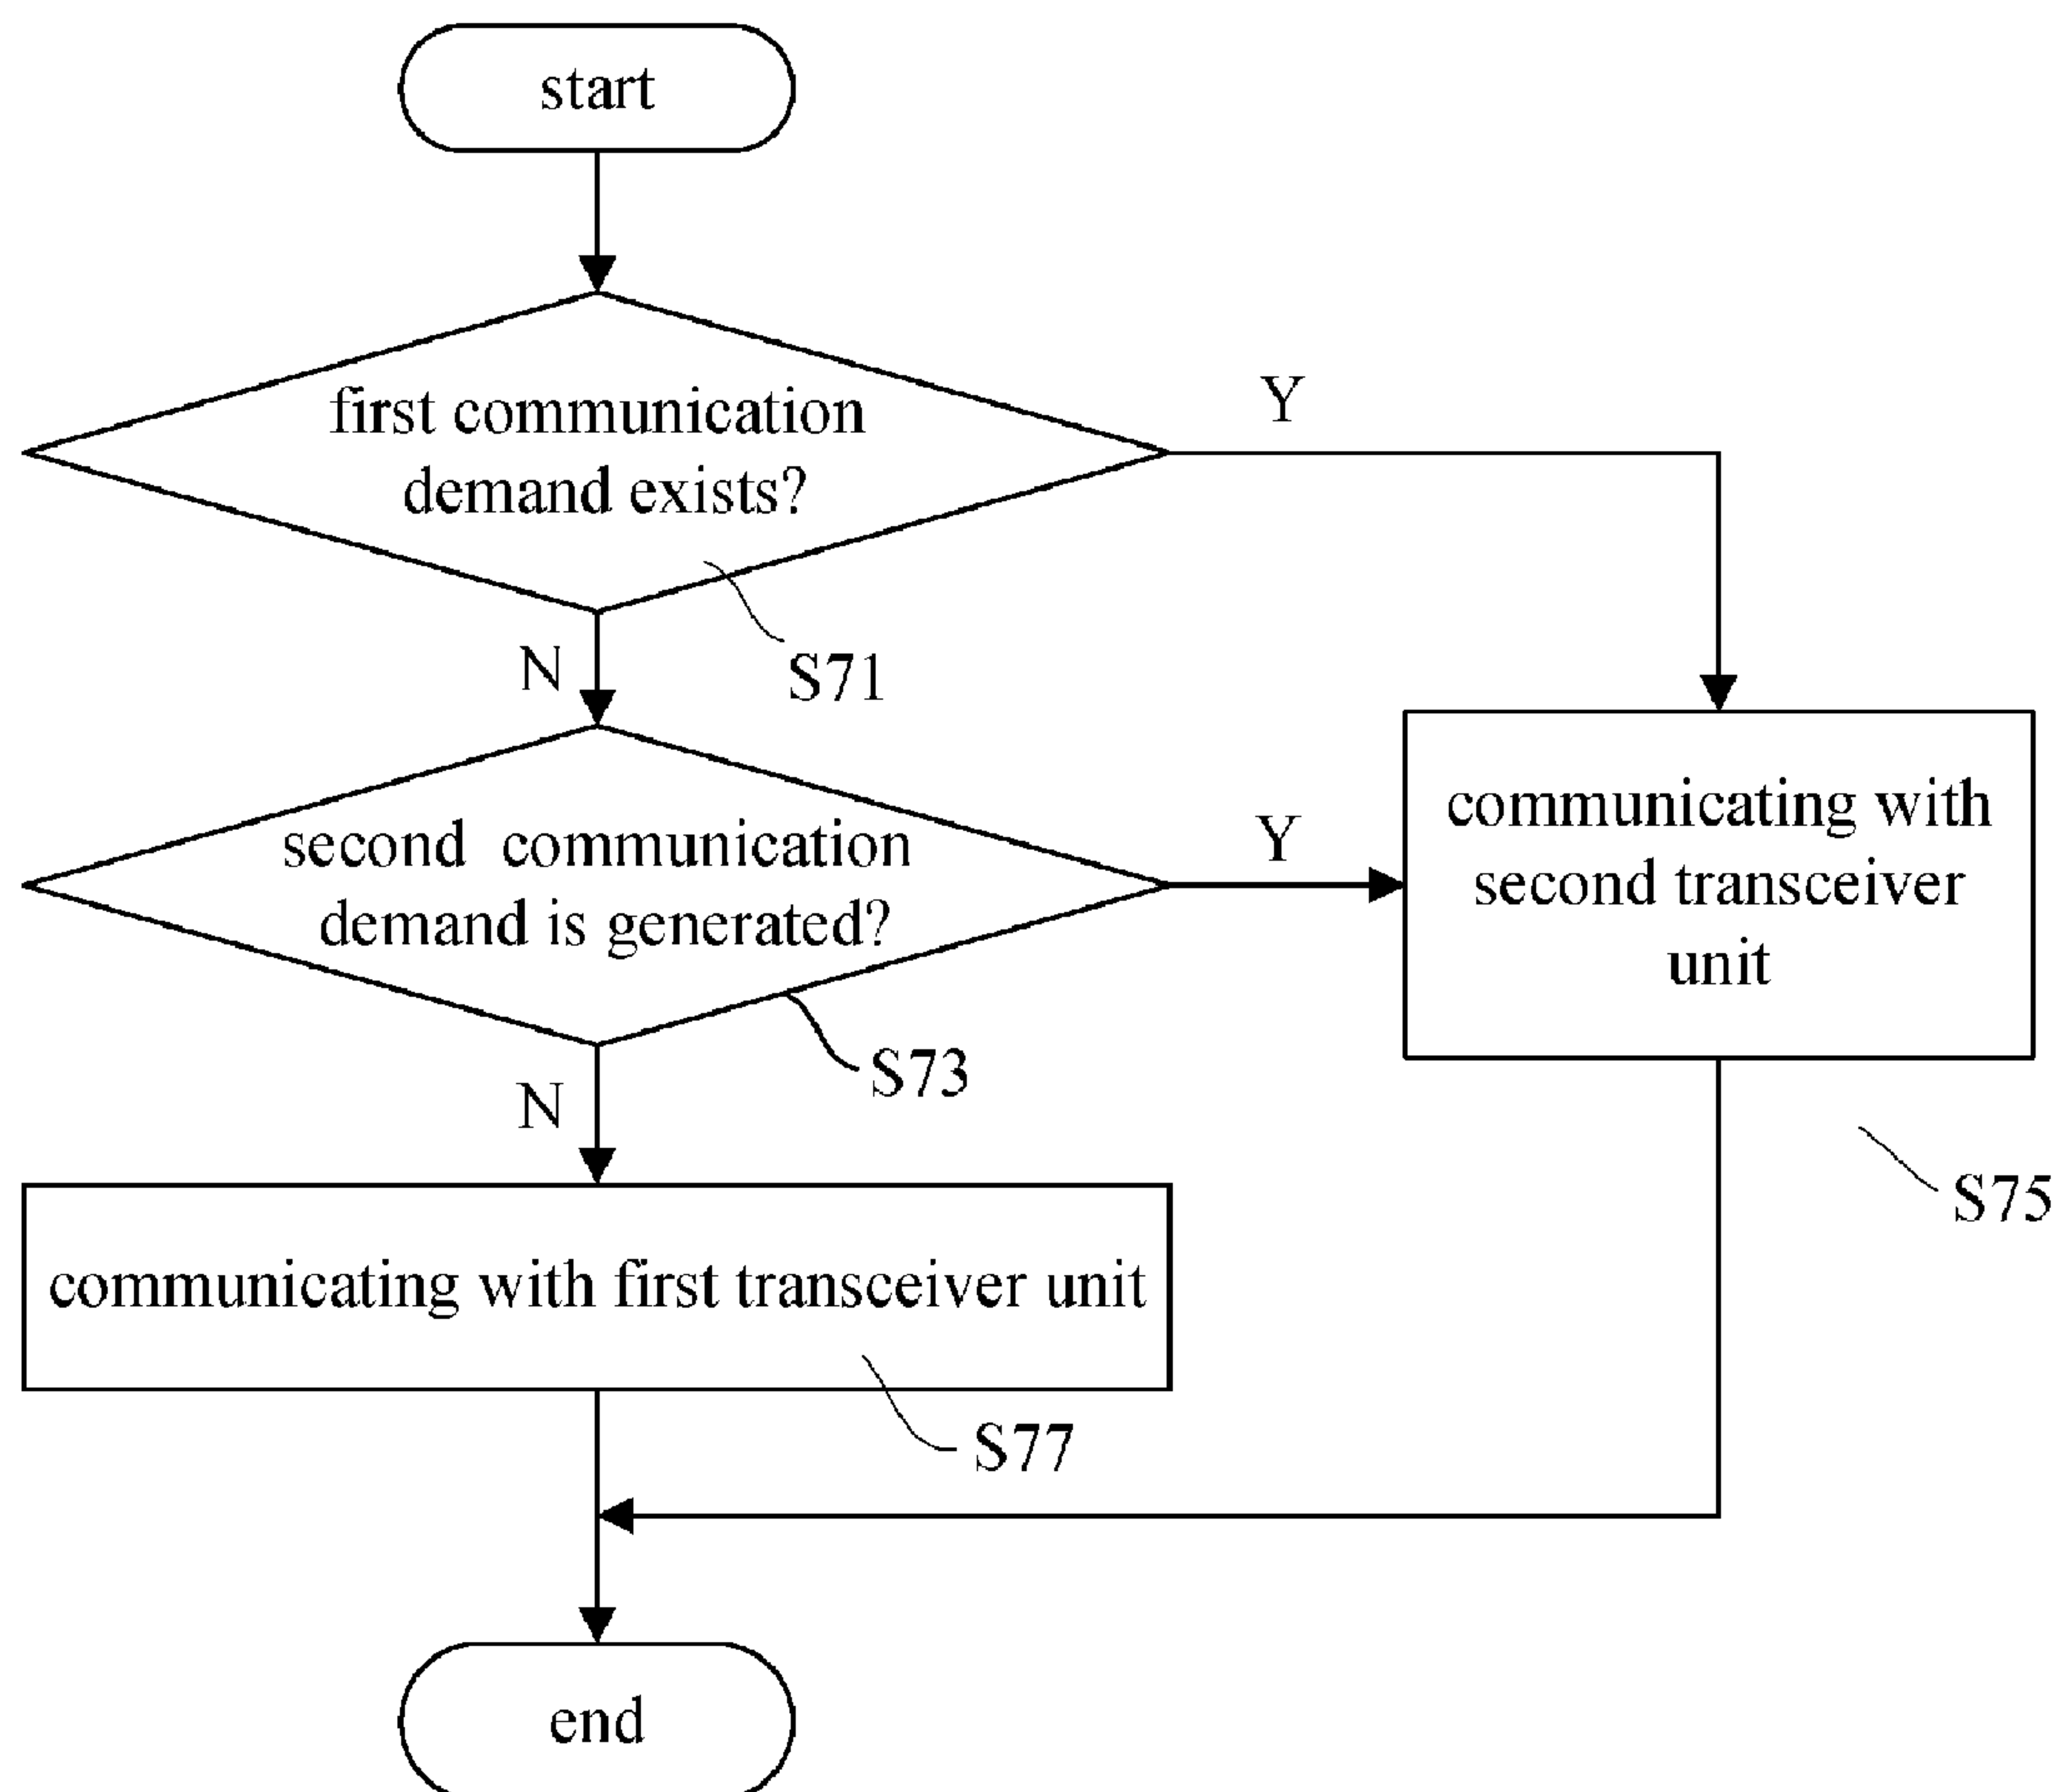 start
first communication
demand exists?
Y
N
S71
second communication
demand is generated?
Y
communicating with
second transceiver
unit
S73
N
S75
communicating with first transceiver unit
S77
end